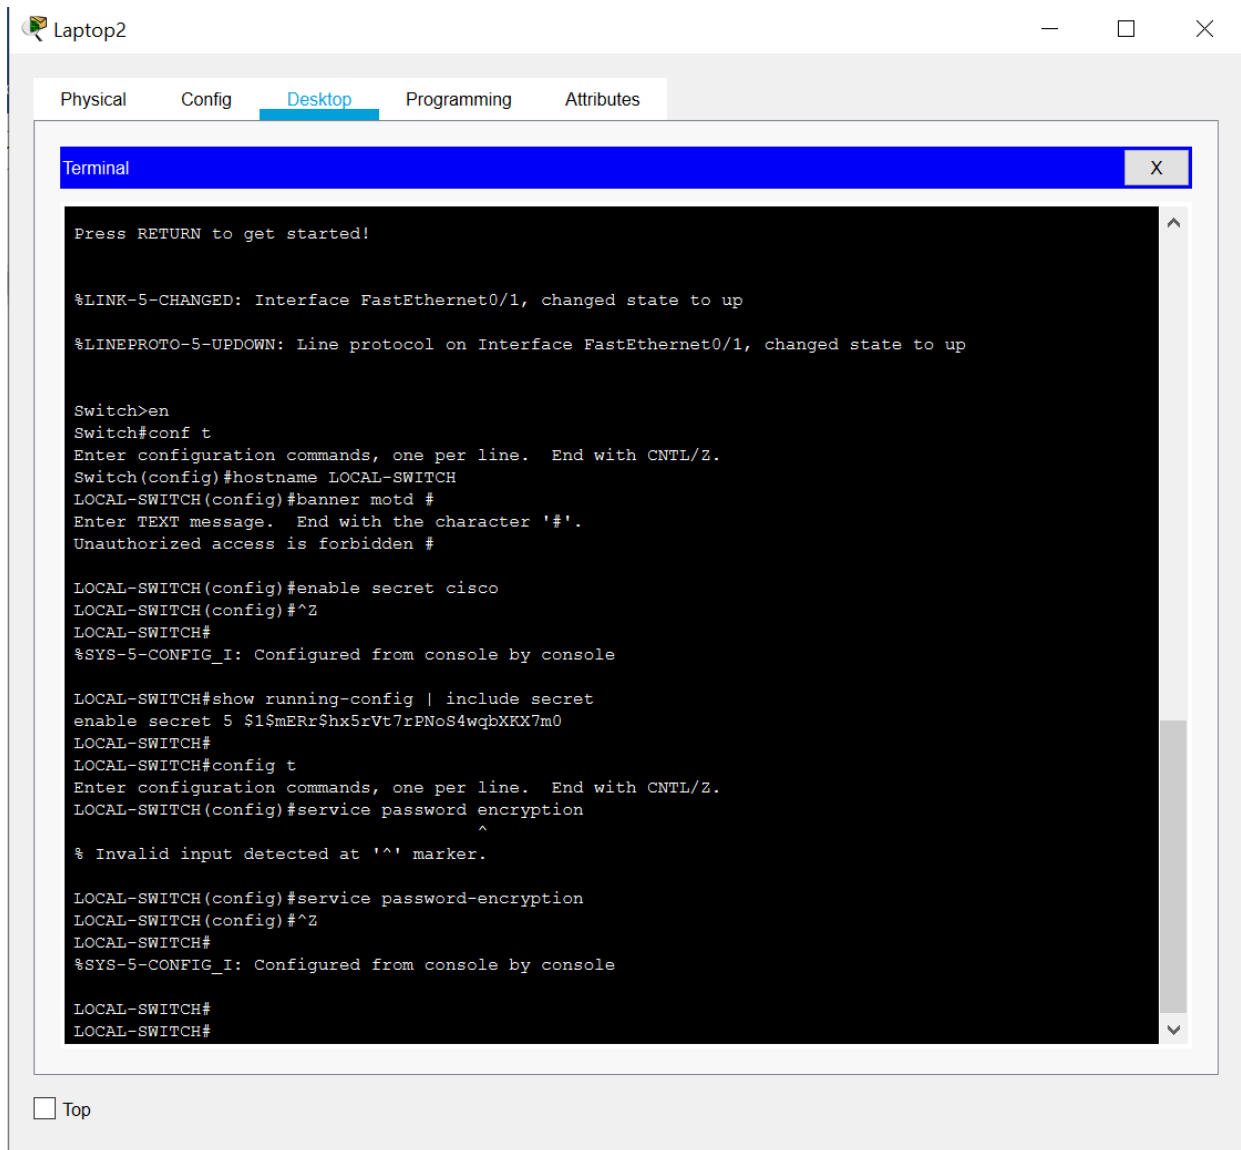 Laptop2
Physical Config Desktop Programming Attributes
Terminal X
Press RETURN to get started!
%LINK-5-CHANGED: Interface FastEthernet0/1, changed state to up
%LINEPROTO-5-UPDOWN: Line protocol on Interface FastEthernet0/1, changed state to up
Switch>en
Switch#conf t
Enter configuration commands, one per line.  End with CNTL/Z.
Switch(config)#hostname LOCAL-SWITCH
LOCAL-SWITCH(config)#banner motd #
Enter TEXT message.  End with the character '#'.
Unauthorized access is forbidden #
LOCAL-SWITCH(config)#enable secret cisco
LOCAL-SWITCH(config)#^Z
LOCAL-SWITCH#
%SYS-5-CONFIG_I: Configured from console by console
LOCAL-SWITCH#show running-config | include secret
enable secret 5 $1$mERr$hx5rVt7rPNoS4wqbXKX7m0
LOCAL-SWITCH#
LOCAL-SWITCH#config t
Enter configuration commands, one per line.  End with CNTL/Z.
LOCAL-SWITCH(config)#service password encryption
^
% Invalid input detected at '^' marker.
LOCAL-SWITCH(config)#service password-encryption
LOCAL-SWITCH(config)#^Z
LOCAL-SWITCH#
%SYS-5-CONFIG_I: Configured from console by console
LOCAL-SWITCH#
LOCAL-SWITCH#
Top